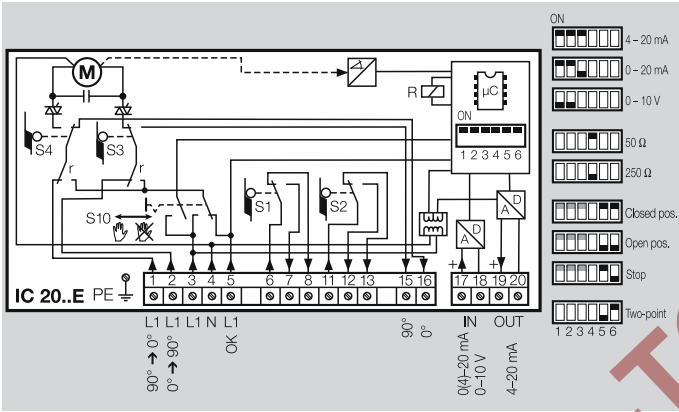 ON
4–20 mA
0–20 mA
0–10 V
50 Ω
250 Ω
Closed pos.
Open pos.
Stop
Two-point
1 2 3 4 5 6
M
R
µC
ON
1 2 3 4 5 6
S4
S3
r
r
S10
S1
S2
A D
A D
+
+
IC 20..E
PE
1 2 3 4 5 6 7 8 11 12 13 15 16 17 18 19 20
L1 L1 L1 N L1
OK
90° → 0°
0° → 90°
90°
0°
IN
OUT
0(4)–20 mA
0–10 V
4–20 mA
TO